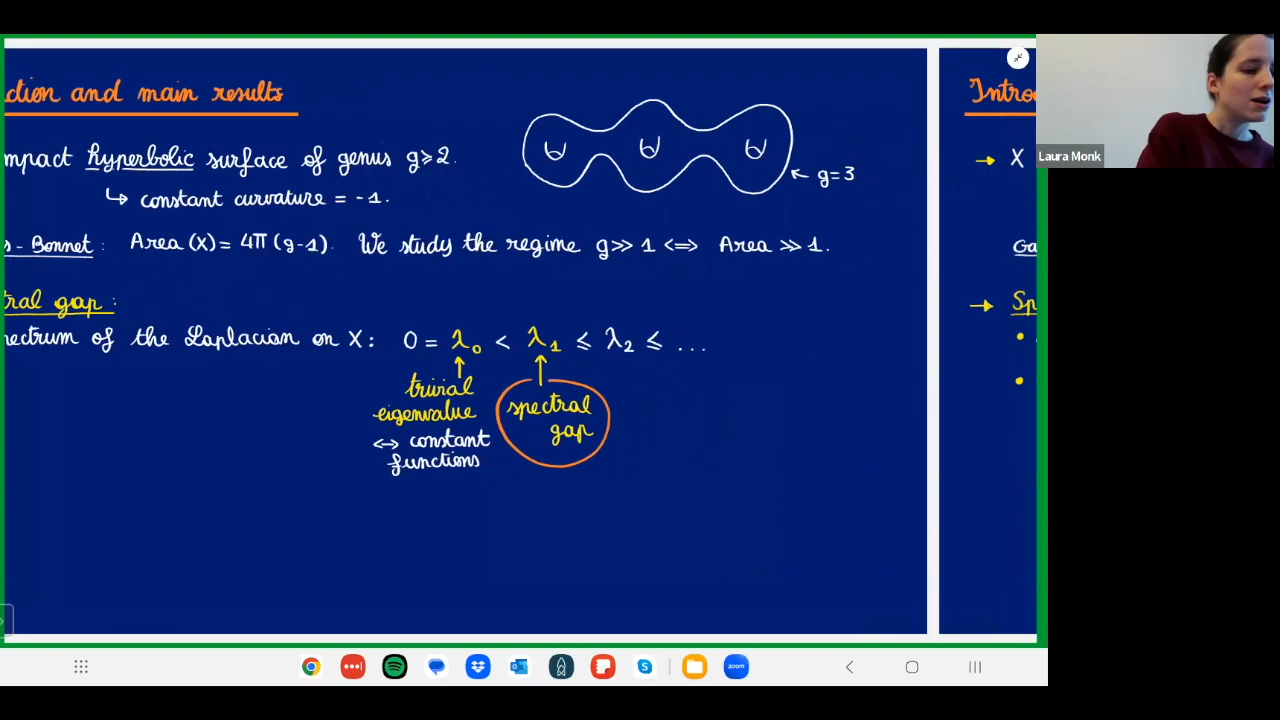 ction and main results
mpact hyperbolic surface of genus g⩾2.
↳ constant curvature = -1.
← g=3
s-Bonnet: Area(X) = 4π(g-1). We study the regime g≫1 ⟺ Area ≫ 1.
tral gap:
pectrum of the Laplacian on X: 0 = λ₀ < λ₁ ≤ λ₂ ≤ ...
trivial
eigenvalue
↔ constant
functions
spectral
gap
Intro
→ X
Ga
→ Sp
Laura Monk
zoom